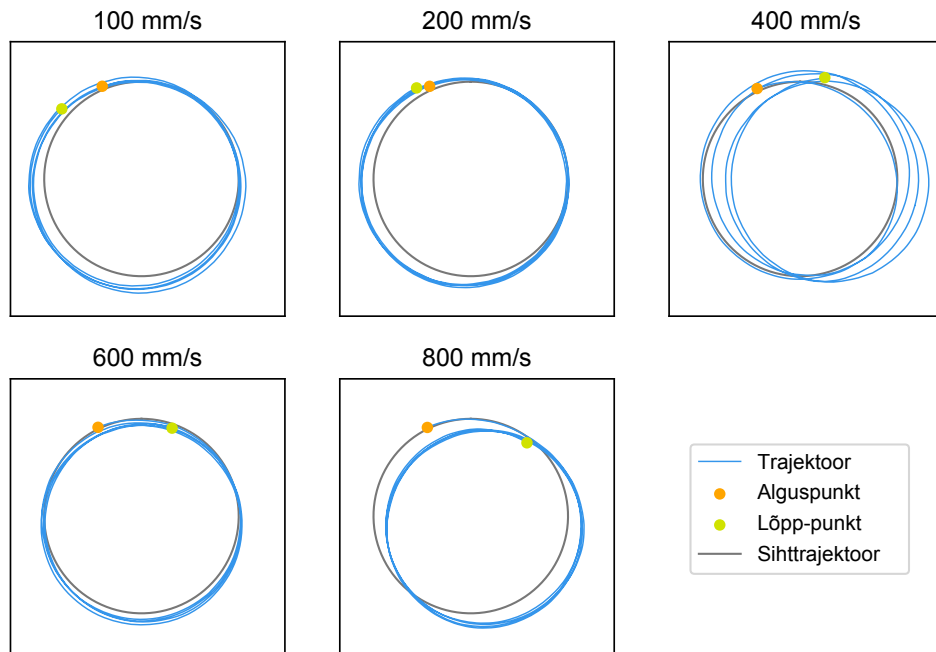 100 mm/s
200 mm/s
400 mm/s
600 mm/s
800 mm/s
Trajektoor
Alguspunkt
Lõpp-punkt
Sihttrajektoor